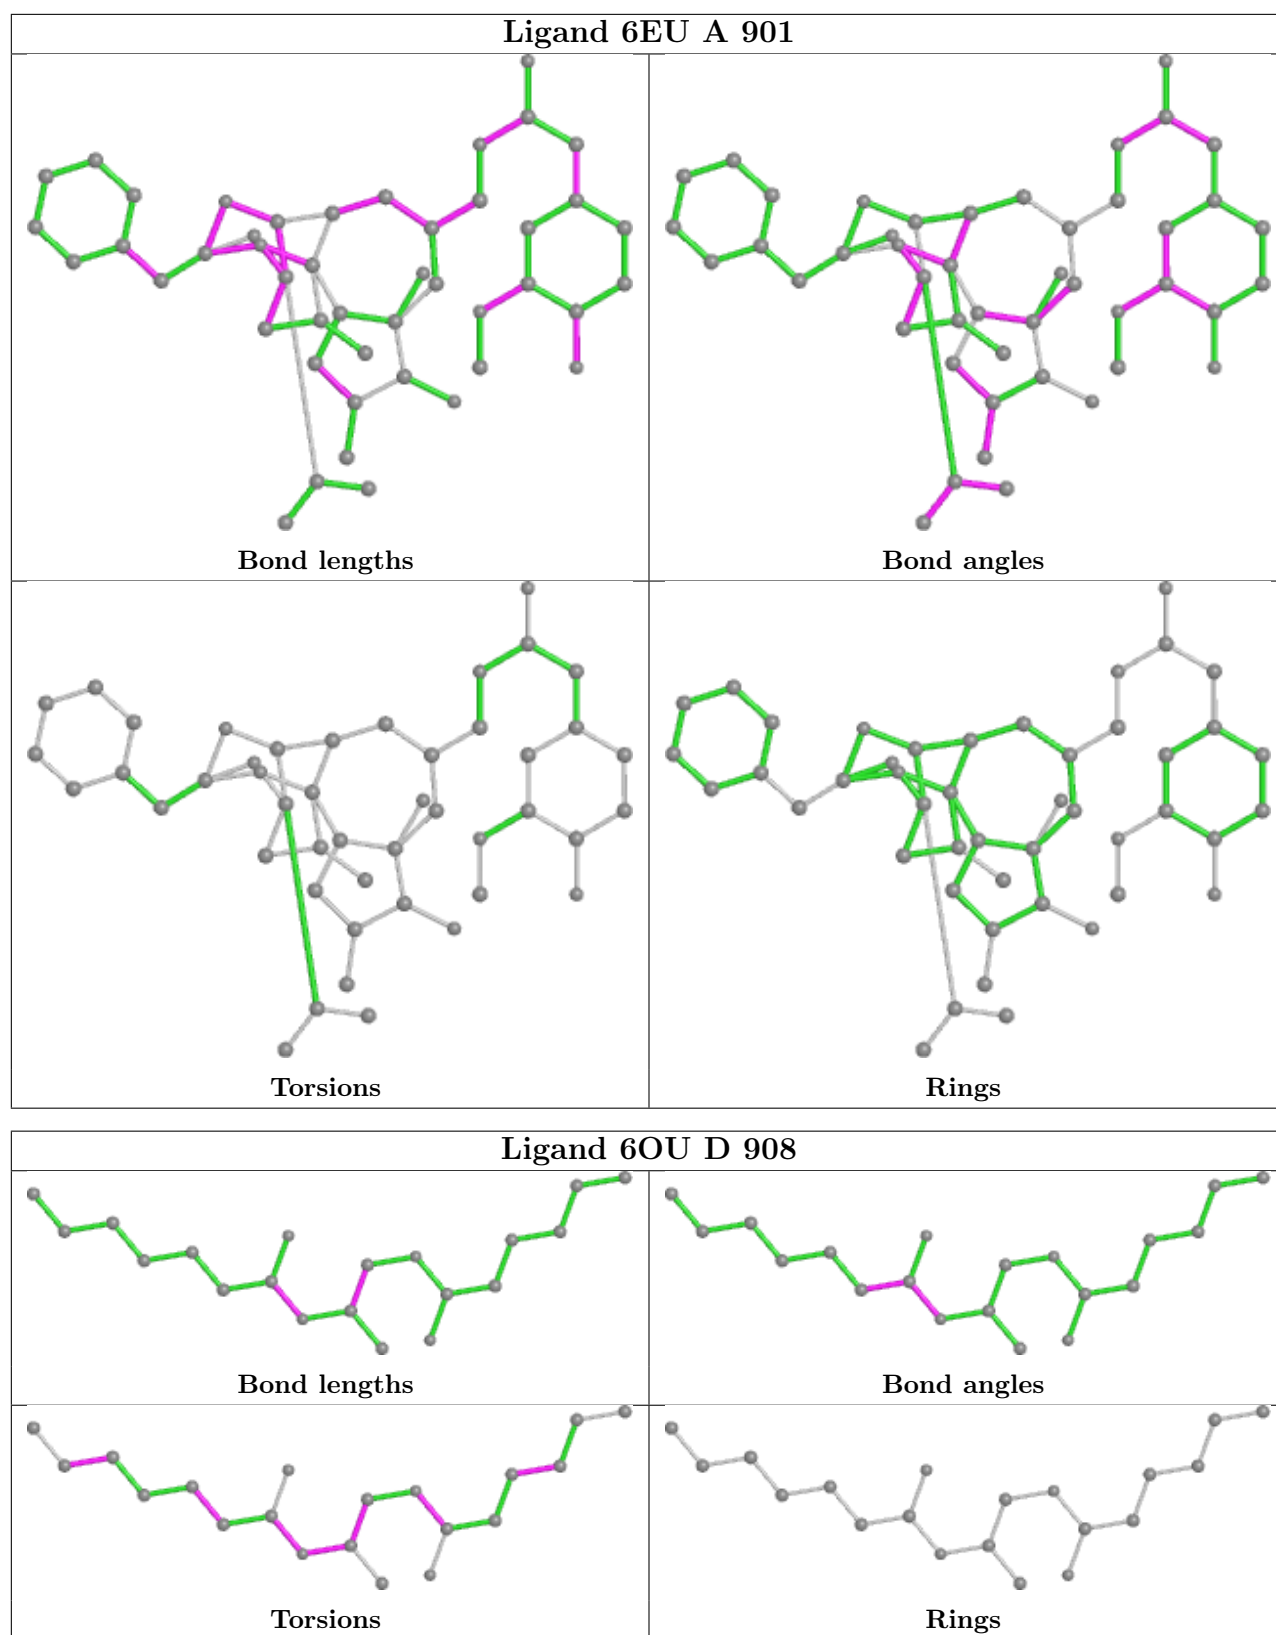 Ligand 6EU A 901
Bond lengths
Bond angles
Torsions
Rings
Ligand 6OU D 908
Bond lengths
Bond angles
Torsions
Rings